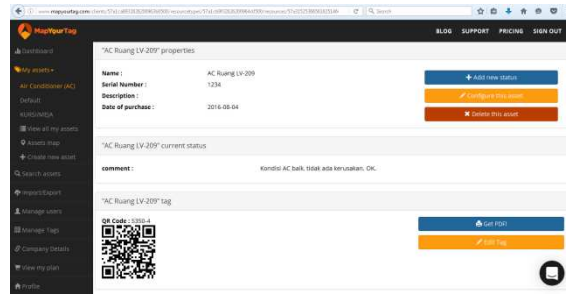 www.mapyourtag.com
Search
MapYourTag
BLOG SUPPORT PRICING SIGN OUT
Dashboard
My assets
Air Conditioner (AC)
Default
KURSI/MEJA
View all my assets
Assets map
Create new asset
Search assets
Import/Export
Manage users
Manage Tags
Company Details
View my plan
Profile
"AC Ruang LV-209" properties
Name : AC Ruang LV-209
Serial Number : 1234
Description :
Date of purchase : 2016-08-04
Add new status
Configure this asset
Delete this asset
"AC Ruang LV-209" current status
comment : Kondisi AC baik, tidak ada kerusakan. OK.
"AC Ruang LV-209" tag
QR Code : 5350-4
Get PDF!
Edit Tag